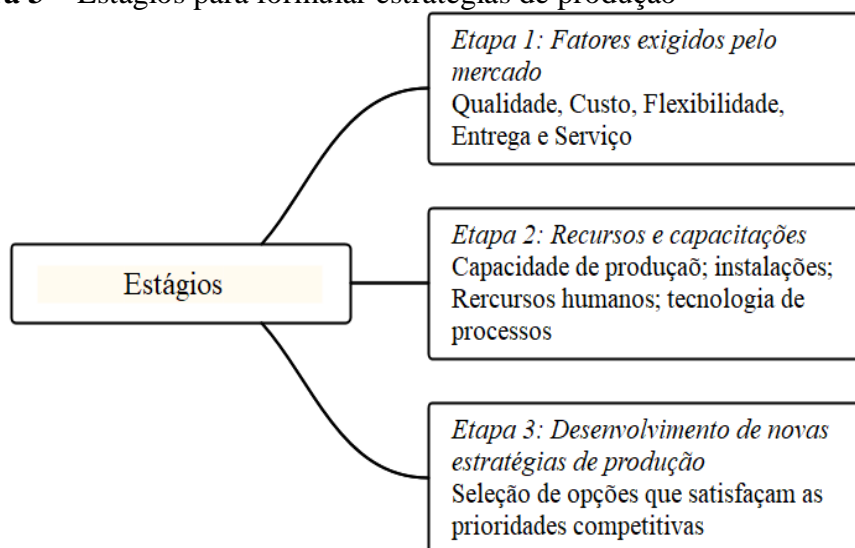 a 3 – Estágios para formular estratégias de produção
Etapa 1: Fatores exigidos pelo
mercado
Qualidade, Custo, Flexibilidade,
Entrega e Serviço
Estágios
Etapa 2: Recursos e capacitações
Capacidade de produçaõ; instalações;
Rercursos humanos; tecnologia de
processos
Etapa 3: Desenvolvimento de novas
estratégias de produção
Seleção de opções que satisfaçam as
prioridades competitivas